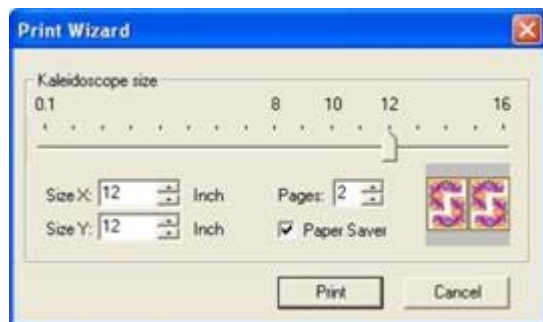 Print Wizard
Kaleidoscope size
0.1 8 10 12 16
Size X: 12 Inch Pages: 2
Size Y: 12 Inch Paper Saver
Print Cancel